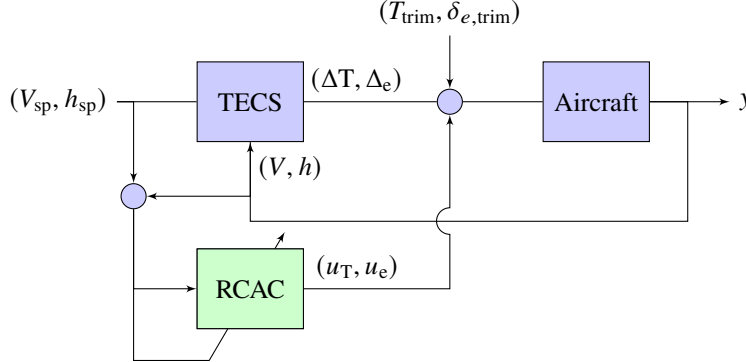 (T_trim, δ_e,trim)
(V_sp, h_sp)
TECS
(ΔT, Δ_e)
Aircraft
y
(V, h)
RCAC
(u_T, u_e)